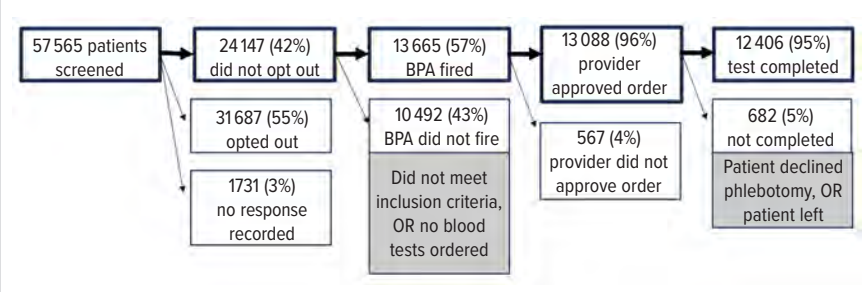 57 565 patients
screened
24 147 (42%)
did not opt out
13 665 (57%)
BPA fired
13 088 (96%)
provider
approved order
12 406 (95%)
test completed
31 687 (55%)
opted out
10 492 (43%)
BPA did not fire
567 (4%)
provider did not
approve order
682 (5%)
not completed
1731 (3%)
no response
recorded
Did not meet
inclusion criteria,
OR no blood
tests ordered
Patient declined
phlebotomy, OR
patient left